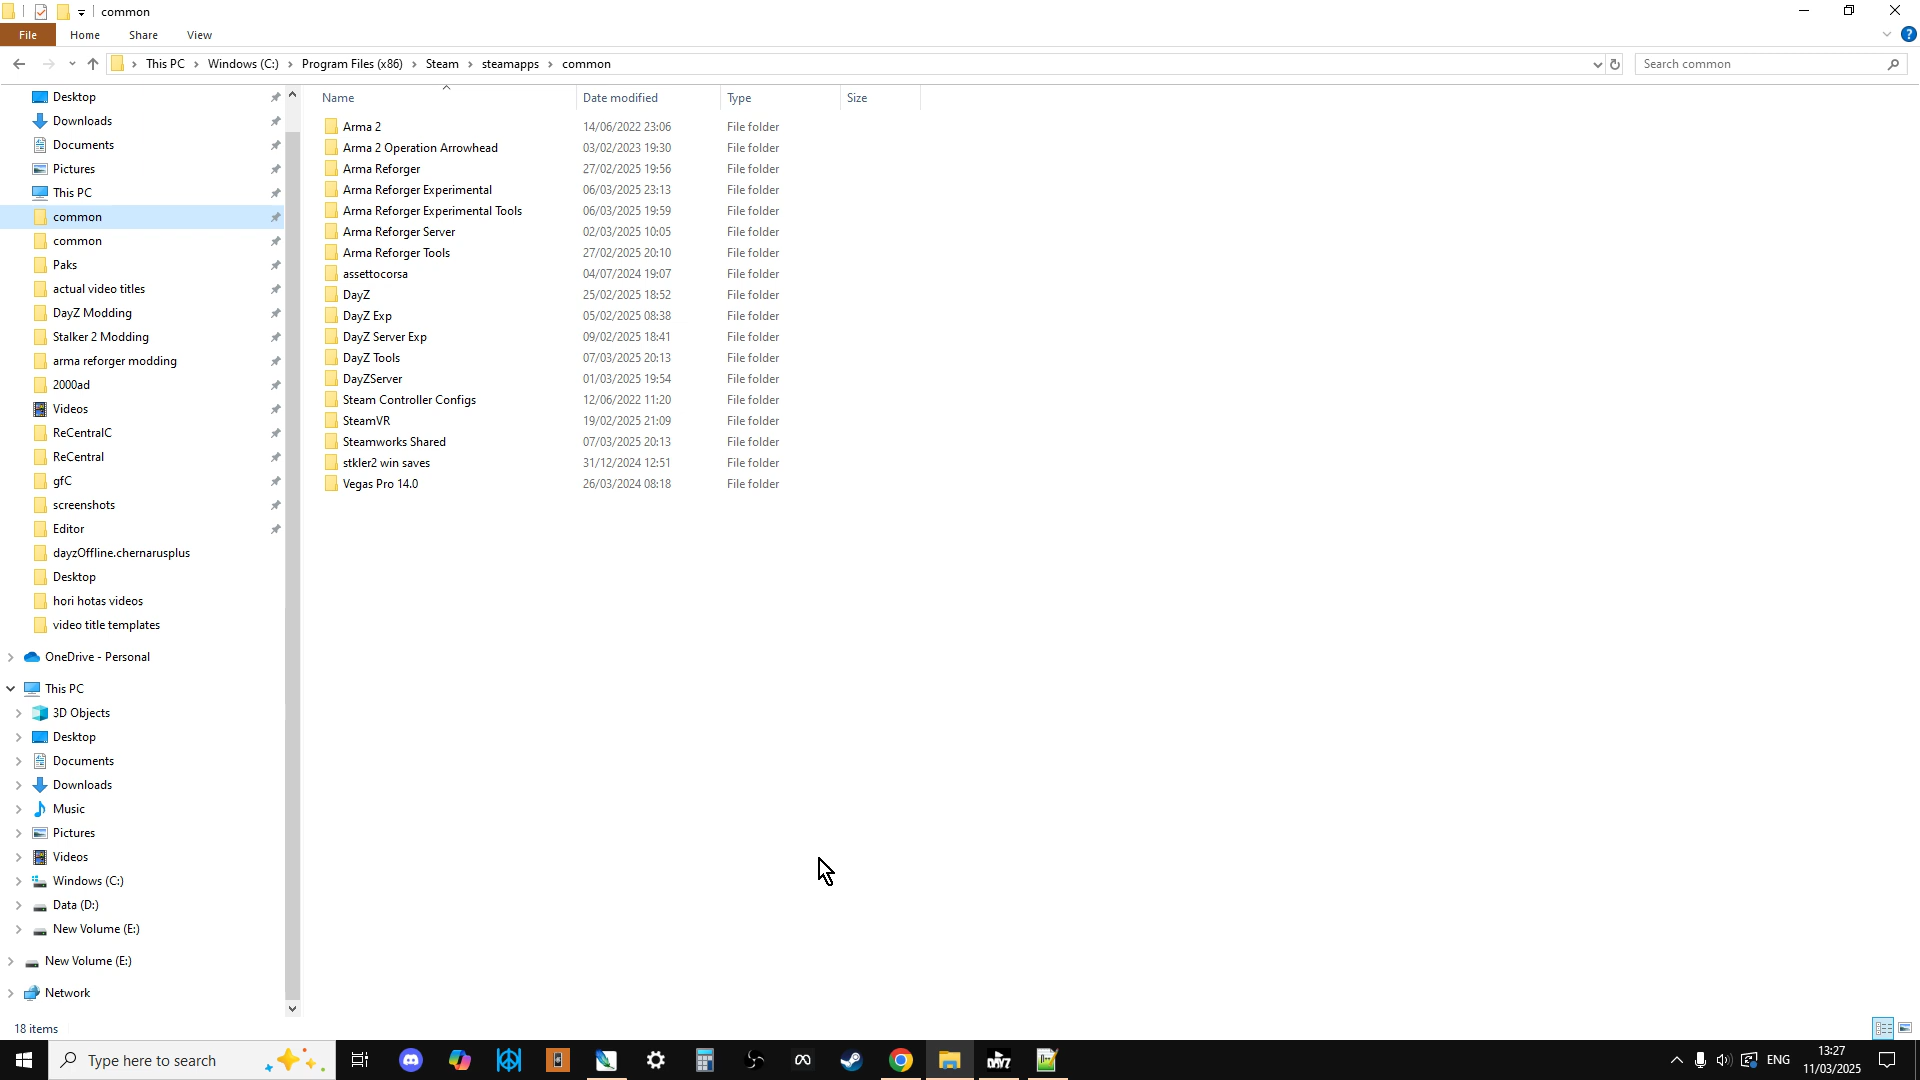 common
File Home Share View
This PC Windows (C:) Program Files (x86) Steam steamapps common
Search common
Name Date modified Type Size
Desktop
Downloads
Documents
Pictures
This PC
common
common
Paks
actual video titles
DayZ Modding
Stalker 2 Modding
arma reforger modding
2000ad
Videos
ReCentralC
ReCentral
gfC
screenshots
Editor
dayzOffline.chernarusplus
Desktop
hori hotas videos
video title templates
OneDrive - Personal
This PC
3D Objects
Desktop
Documents
Downloads
Music
Pictures
Videos
Windows (C:)
Data (D:)
New Volume (E:)
New Volume (E:)
Network
Arma 2 14/06/2022 23:06 File folder
Arma 2 Operation Arrowhead 03/02/2023 19:30 File folder
Arma Reforger 27/02/2025 19:56 File folder
Arma Reforger Experimental 06/03/2025 23:13 File folder
Arma Reforger Experimental Tools 06/03/2025 19:59 File folder
Arma Reforger Server 02/03/2025 10:05 File folder
Arma Reforger Tools 27/02/2025 20:10 File folder
assettocorsa 04/07/2024 19:07 File folder
DayZ 25/02/2025 18:52 File folder
DayZ Exp 05/02/2025 08:38 File folder
DayZ Server Exp 09/02/2025 18:41 File folder
DayZ Tools 07/03/2025 20:13 File folder
DayZServer 01/03/2025 19:54 File folder
Steam Controller Configs 12/06/2022 11:20 File folder
SteamVR 19/02/2025 21:09 File folder
Steamworks Shared 07/03/2025 20:13 File folder
stkler2 win saves 31/12/2024 12:51 File folder
Vegas Pro 14.0 26/03/2024 08:18 File folder
18 items
Type here to search
DAYZ
ENG
13:27
11/03/2025